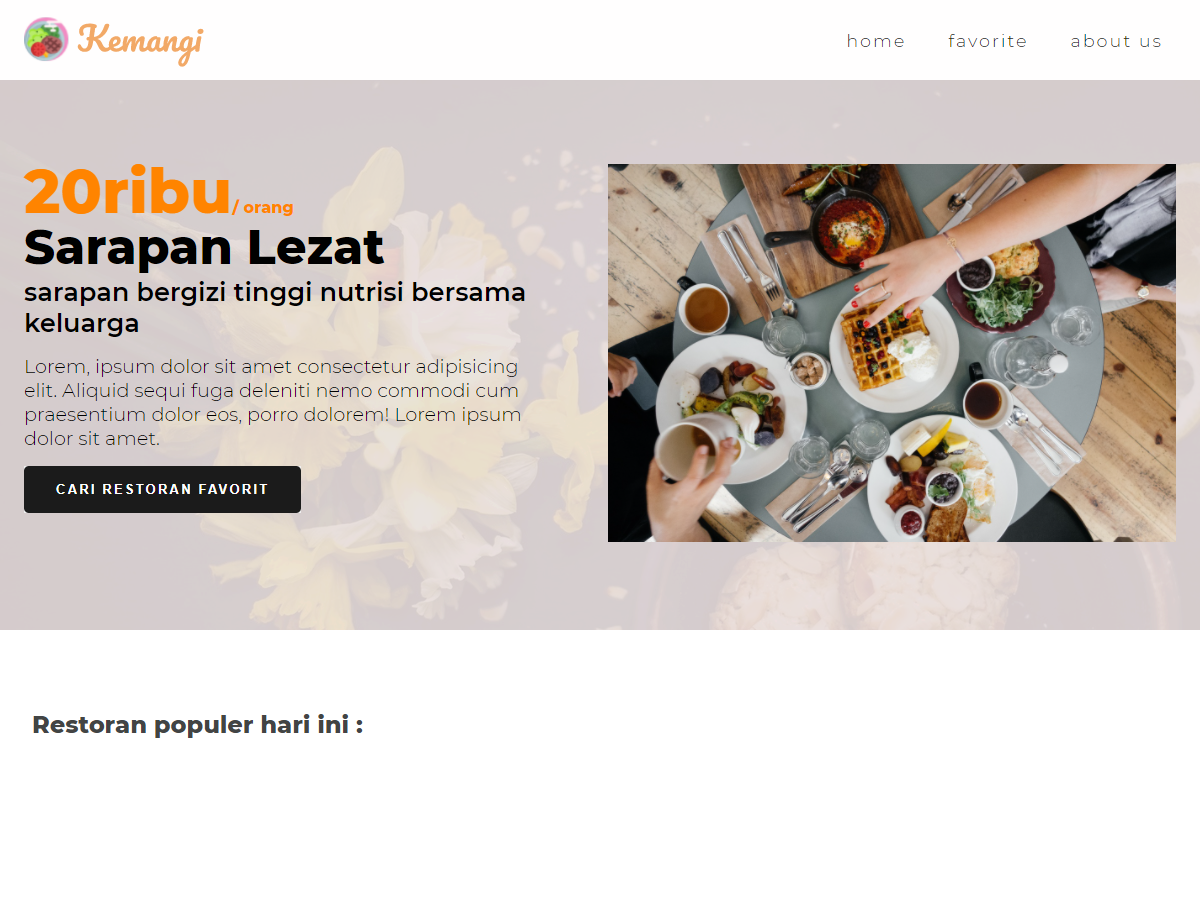 Kemangi
home favorite about us
20ribu/ orang
Sarapan Lezat
sarapan bergizi tinggi nutrisi bersama
keluarga
Lorem, ipsum dolor sit amet consectetur adipisicing
elit. Aliquid sequi fuga deleniti nemo commodi cum
praesentium dolor eos, porro dolorem! Lorem ipsum
dolor sit amet.
CARI RESTORAN FAVORIT
Restoran populer hari ini :